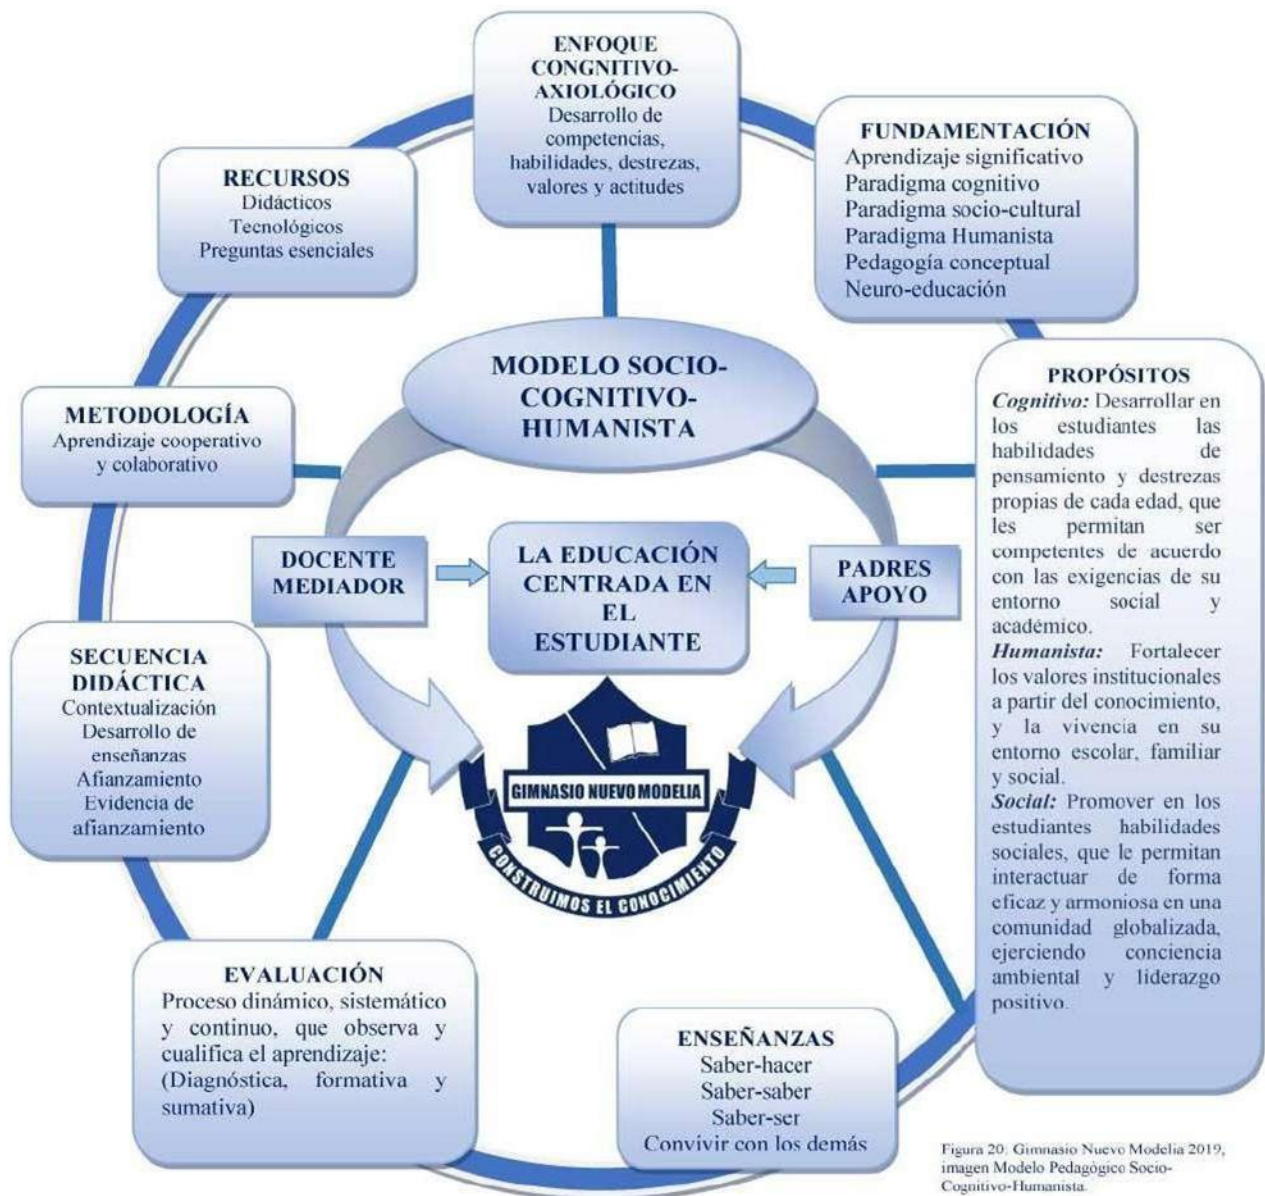 ENFOQUE
CONGNITIVO-
AXIOLÓGICO
Desarrollo de
competencias,
habilidades, destrezas,
valores y actitudes
FUNDAMENTACIÓN
Aprendizaje significativo
Paradigma cognitivo
Paradigma socio-cultural
Paradigma Humanista
Pedagogía conceptual
Neuro-educación
RECURSOS
Didácticos
Tecnológicos
Preguntas esenciales
MODELO SOCIO-
COGNITIVO-
HUMANISTA
PROPÓSITOS
Cognitivo: Desarrollar en
los estudiantes las
habilidades de
pensamiento y destrezas
propias de cada edad, que
les permitan ser
competentes de acuerdo
con las exigencias de su
entorno social y
académico.
Humanista: Fortalecer
los valores institucionales
a partir del conocimiento,
y la vivencia en su
entorno escolar, familiar
y social.
Social: Promover en los
estudiantes habilidades
sociales, que le permitan
interactuar de forma
eficaz y armoniosa en una
comunidad globalizada,
ejerciendo conciencia
ambiental y liderazgo
positivo.
METODOLOGÍA
Aprendizaje cooperativo
y colaborativo
DOCENTE
MEDIADOR
LA EDUCACIÓN
CENTRADA EN
EL
ESTUDIANTE
PADRES
APOYO
SECUENCIA
DIDÁCTICA
Contextualización
Desarrollo de
enseñanzas
Afianzamiento
Evidencia de
afianzamiento
GIMNASIO NUEVO MODELIA
CONSTRUIMOS EL CONOCIMIENTO
EVALUACIÓN
Proceso dinámico, sistemático
y continuo, que observa y
cualifica el aprendizaje:
(Diagnóstica, formativa y
sumativa)
ENSEÑANZAS
Saber-hacer
Saber-saber
Saber-ser
Convivir con los demás
Figura 20: Gimnasio Nuevo Modelia 2019,
imagen Modelo Pedagógico Socio-
Cognitivo-Humanista.